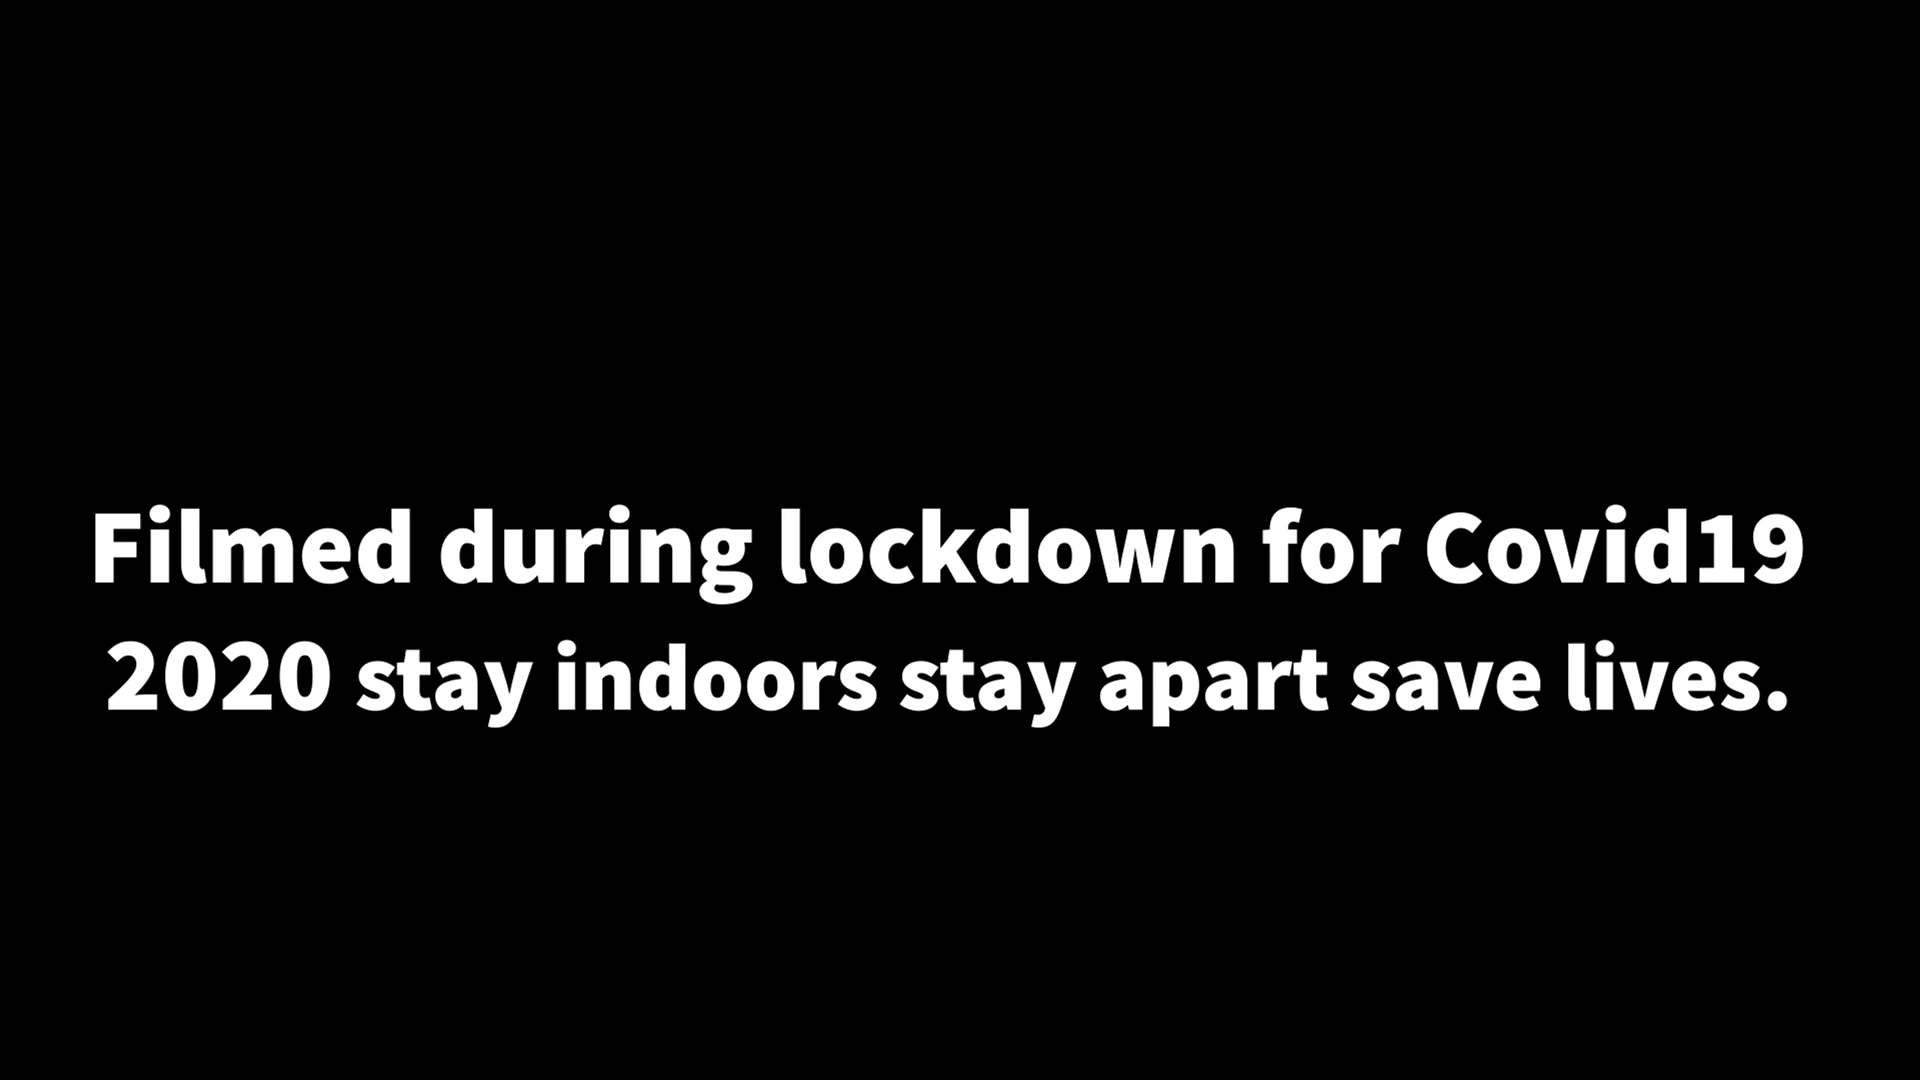 Filmed during lockdown for Covid19
2020 stay indoors stay apart save lives.